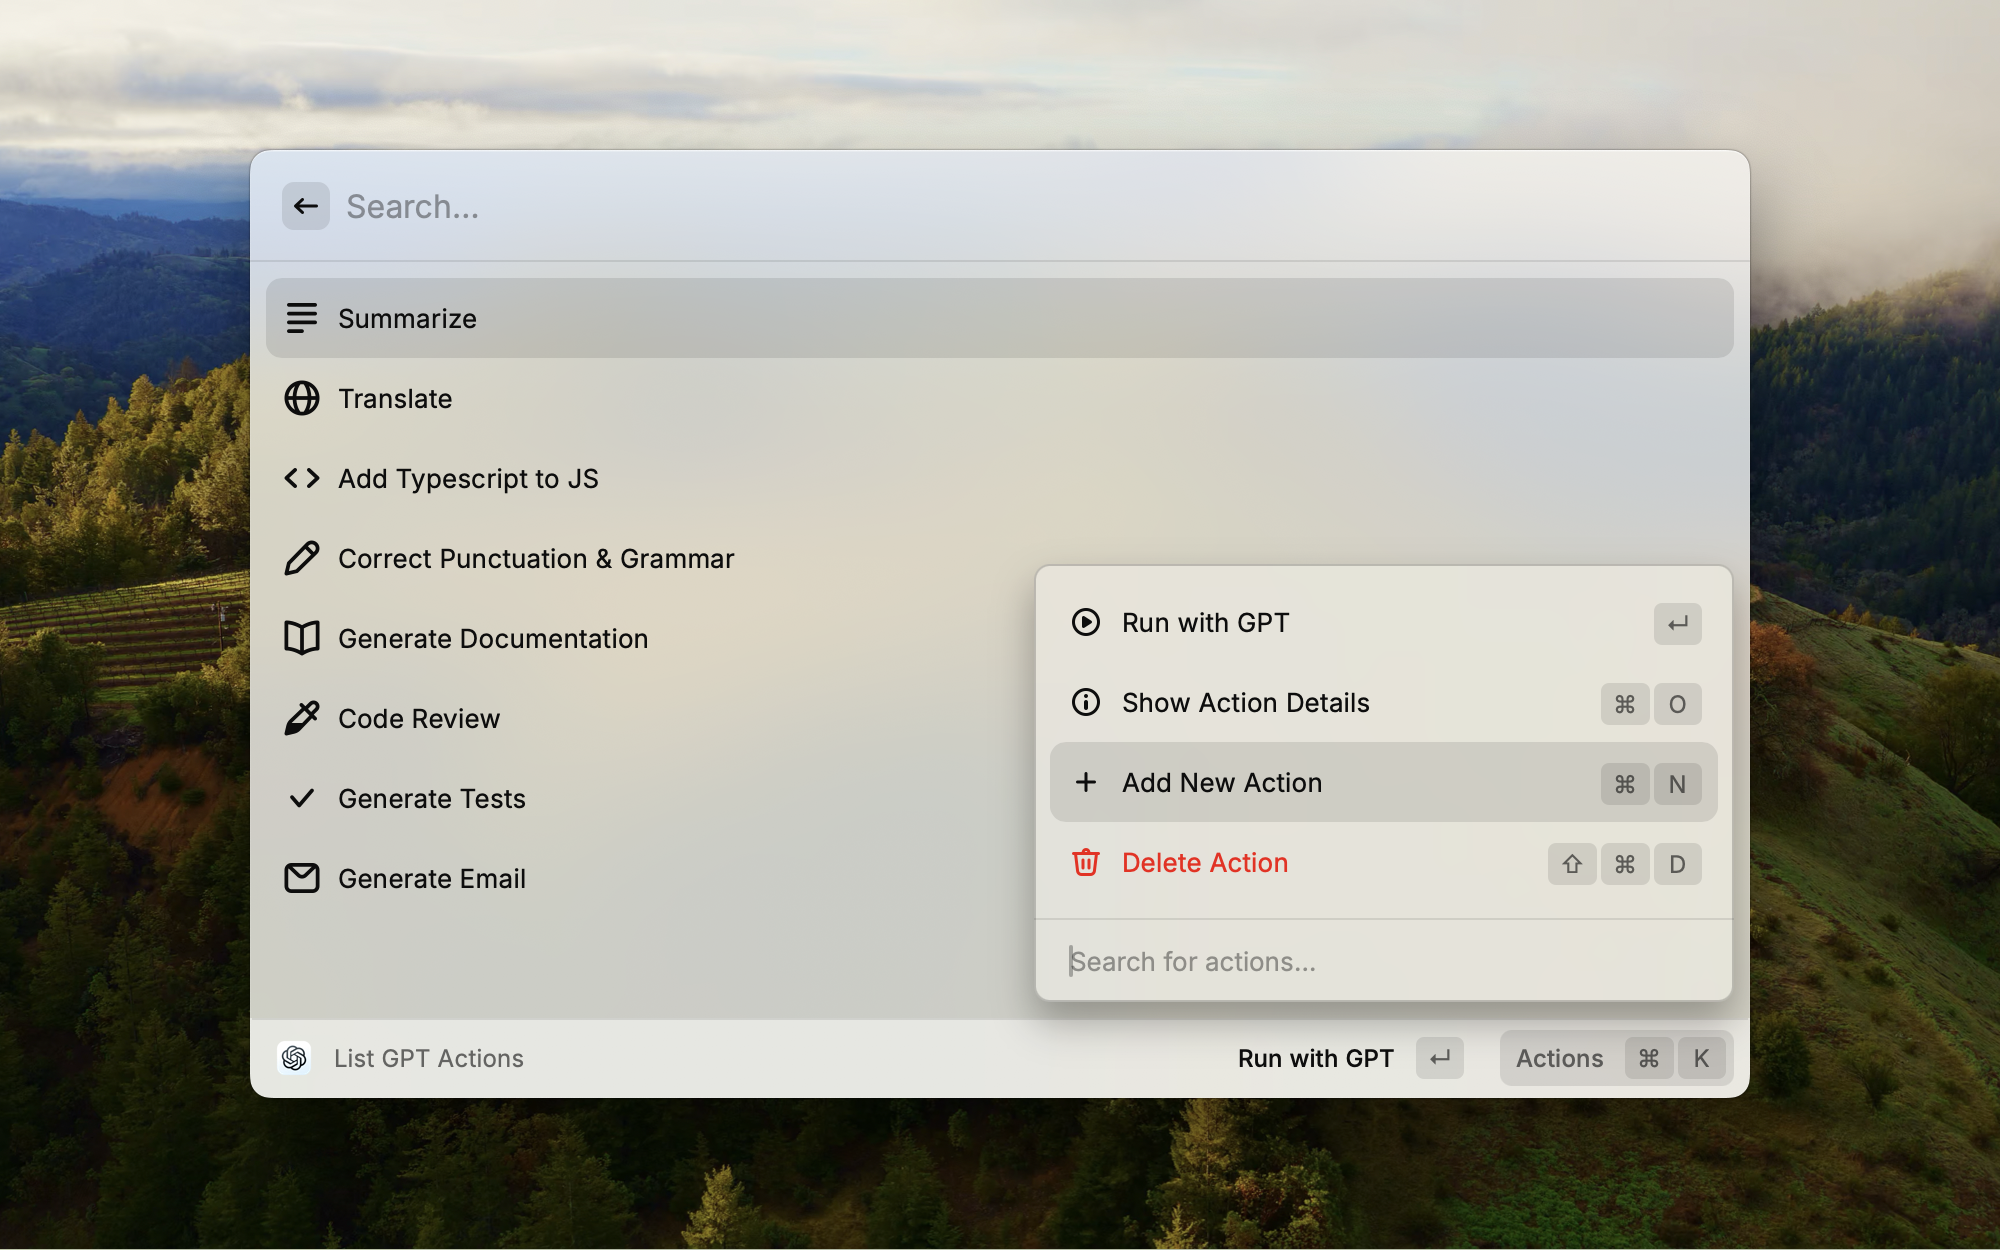 Search...
Summarize
Translate
Add Typescript to JS
Correct Punctuation & Grammar
Generate Documentation
Code Review
Generate Tests
Generate Email
Run with GPT
Show Action Details ⌘ O
Add New Action ⌘ N
Delete Action ⇧ ⌘ D
Search for actions...
List GPT Actions
Run with GPT
Actions ⌘ K